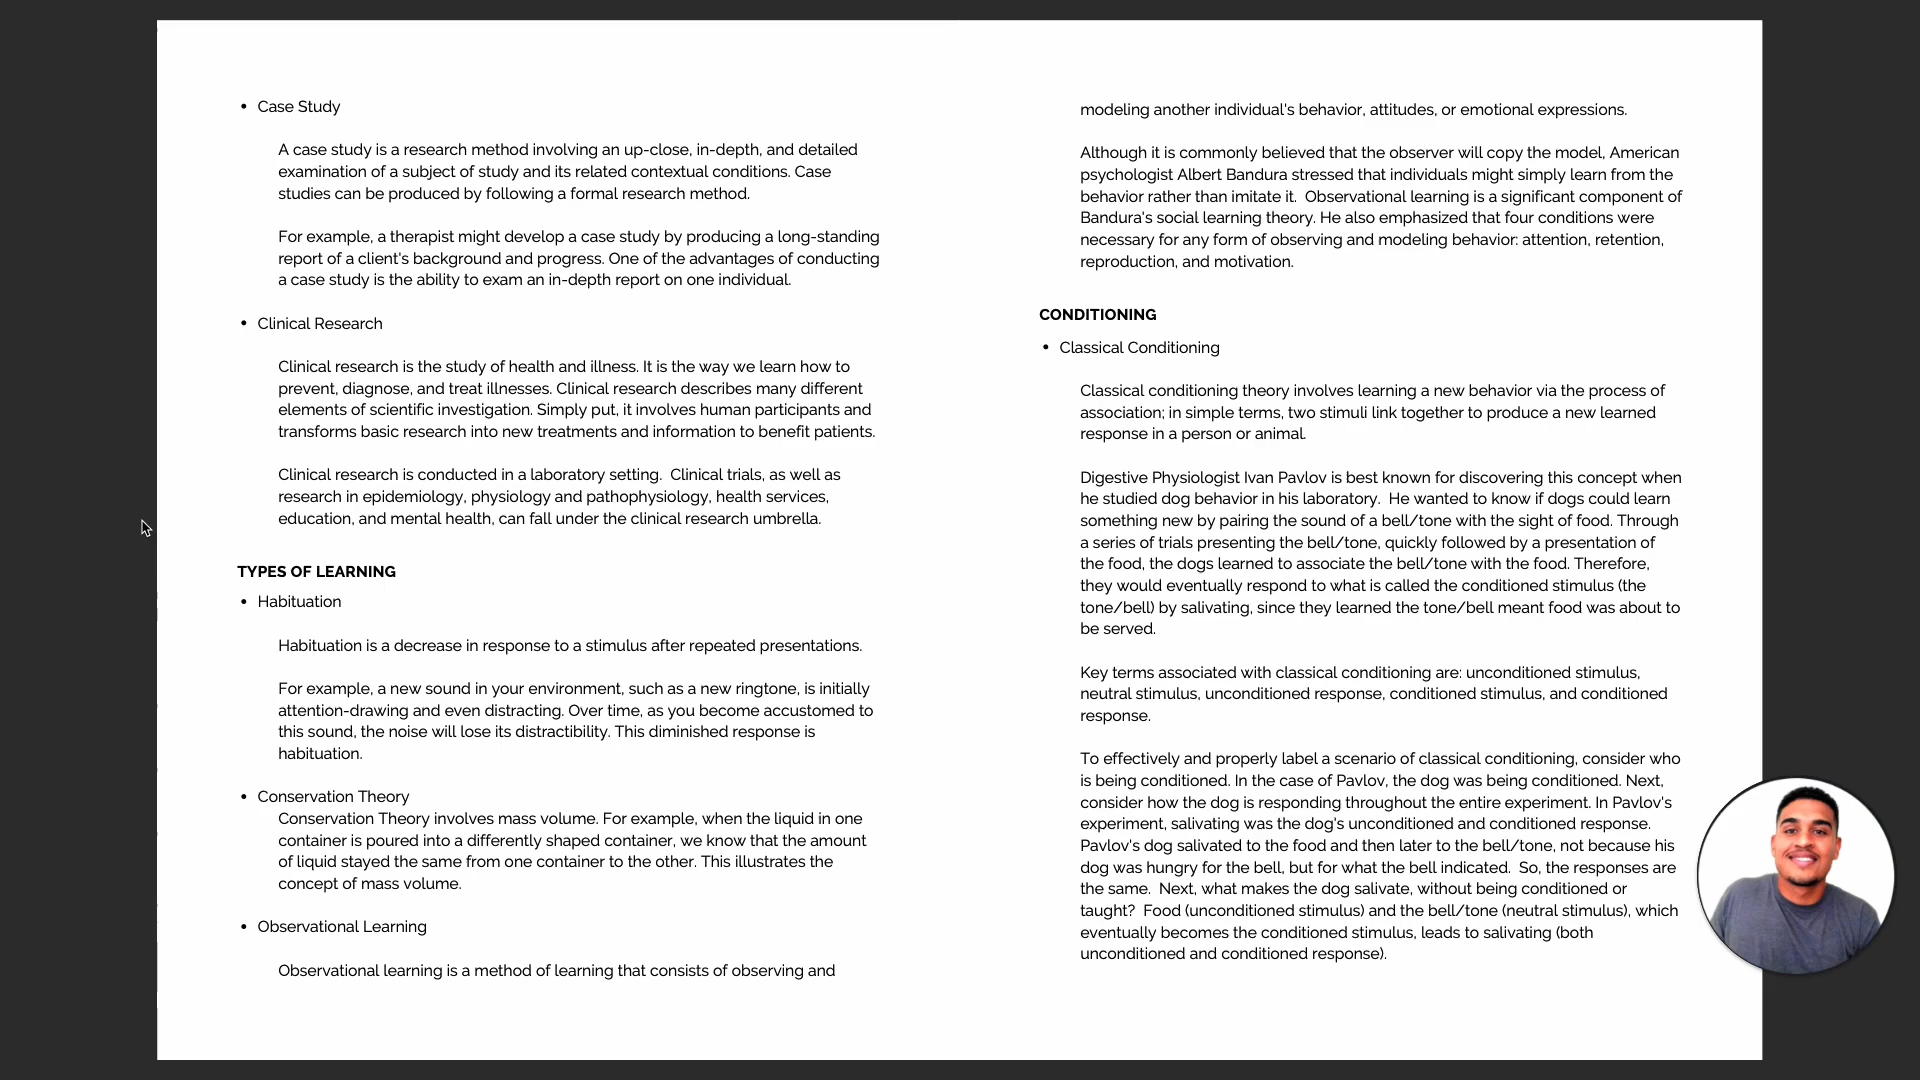 • Case Study
A case study is a research method involving an up-close, in-depth, and detailed
examination of a subject of study and its related contextual conditions. Case
studies can be produced by following a formal research method.
For example, a therapist might develop a case study by producing a long-standing
report of a client's background and progress. One of the advantages of conducting
a case study is the ability to exam an in-depth report on one individual.
• Clinical Research
Clinical research is the study of health and illness. It is the way we learn how to
prevent, diagnose, and treat illnesses. Clinical research describes many different
elements of scientific investigation. Simply put, it involves human participants and
transforms basic research into new treatments and information to benefit patients.
Clinical research is conducted in a laboratory setting.  Clinical trials, as well as
research in epidemiology, physiology and pathophysiology, health services,
education, and mental health, can fall under the clinical research umbrella.
TYPES OF LEARNING
• Habituation
Habituation is a decrease in response to a stimulus after repeated presentations.
For example, a new sound in your environment, such as a new ringtone, is initially
attention-drawing and even distracting. Over time, as you become accustomed to
this sound, the noise will lose its distractibility. This diminished response is
habituation.
• Conservation Theory
Conservation Theory involves mass volume. For example, when the liquid in one
container is poured into a differently shaped container, we know that the amount
of liquid stayed the same from one container to the other. This illustrates the
concept of mass volume.
• Observational Learning
Observational learning is a method of learning that consists of observing and
modeling another individual's behavior, attitudes, or emotional expressions.
Although it is commonly believed that the observer will copy the model, American
psychologist Albert Bandura stressed that individuals might simply learn from the
behavior rather than imitate it.  Observational learning is a significant component of
Bandura's social learning theory. He also emphasized that four conditions were
necessary for any form of observing and modeling behavior: attention, retention,
reproduction, and motivation.
CONDITIONING
• Classical Conditioning
Classical conditioning theory involves learning a new behavior via the process of
association; in simple terms, two stimuli link together to produce a new learned
response in a person or animal.
Digestive Physiologist Ivan Pavlov is best known for discovering this concept when
he studied dog behavior in his laboratory.  He wanted to know if dogs could learn
something new by pairing the sound of a bell/tone with the sight of food. Through
a series of trials presenting the bell/tone, quickly followed by a presentation of
the food, the dogs learned to associate the bell/tone with the food. Therefore,
they would eventually respond to what is called the conditioned stimulus (the
tone/bell) by salivating, since they learned the tone/bell meant food was about to
be served.
Key terms associated with classical conditioning are: unconditioned stimulus,
neutral stimulus, unconditioned response, conditioned stimulus, and conditioned
response.
To effectively and properly label a scenario of classical conditioning, consider who
is being conditioned. In the case of Pavlov, the dog was being conditioned. Next,
consider how the dog is responding throughout the entire experiment. In Pavlov's
experiment, salivating was the dog's unconditioned and conditioned response.
Pavlov's dog salivated to the food and then later to the bell/tone, not because his
dog was hungry for the bell, but for what the bell indicated.  So, the responses are
the same.  Next, what makes the dog salivate, without being conditioned or
taught?  Food (unconditioned stimulus) and the bell/tone (neutral stimulus), which
eventually becomes the conditioned stimulus, leads to salivating (both
unconditioned and conditioned response).